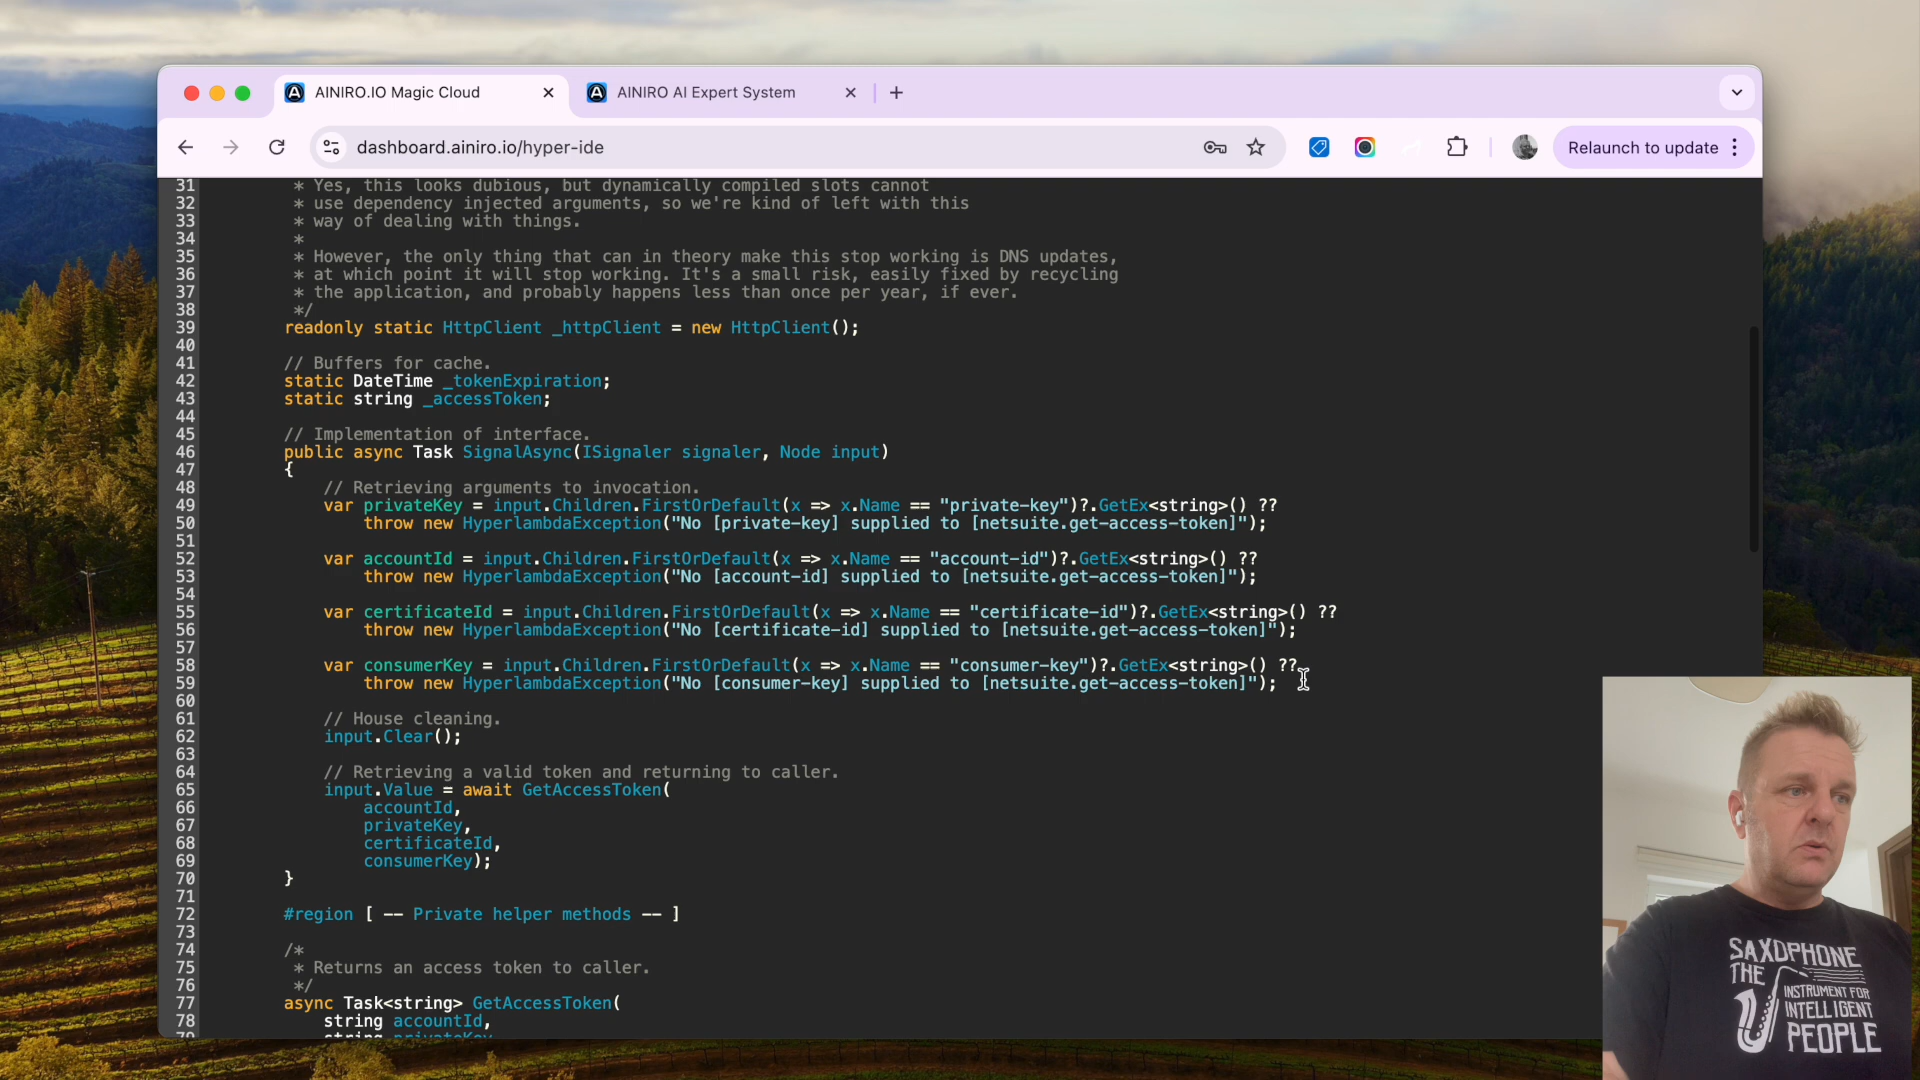 AINIRO.IO Magic Cloud
AINIRO AI Expert System
dashboard.ainiro.io/hyper-ide
Relaunch to update
31 * Yes, this looks dubious, but dynamically compiled slots cannot
32 * use dependency injected arguments, so we're kind of left with this
33 * way of dealing with things.
34 *
35 * However, the only thing that can in theory make this stop working is DNS updates,
36 * at which point it will stop working. It's a small risk, easily fixed by recycling
37 * the application, and probably happens less than once per year, if ever.
38 */
39 readonly static HttpClient _httpClient = new HttpClient();
40
41 // Buffers for cache.
42 static DateTime _tokenExpiration;
43 static string _accessToken;
44
45 // Implementation of interface.
46 public async Task SignalAsync(ISignaler signaler, Node input)
47 {
48 // Retrieving arguments to invocation.
49 var privateKey = input.Children.FirstOrDefault(x => x.Name == "private-key")?.GetEx<string>() ??
50 throw new HyperlambdaException("No [private-key] supplied to [netsuite.get-access-token]");
51
52 var accountId = input.Children.FirstOrDefault(x => x.Name == "account-id")?.GetEx<string>() ??
53 throw new HyperlambdaException("No [account-id] supplied to [netsuite.get-access-token]");
54
55 var certificateId = input.Children.FirstOrDefault(x => x.Name == "certificate-id")?.GetEx<string>() ??
56 throw new HyperlambdaException("No [certificate-id] supplied to [netsuite.get-access-token]");
57
58 var consumerKey = input.Children.FirstOrDefault(x => x.Name == "consumer-key")?.GetEx<string>() ??
59 throw new HyperlambdaException("No [consumer-key] supplied to [netsuite.get-access-token]");
60
61 // House cleaning.
62 input.Clear();
63
64 // Retrieving a valid token and returning to caller.
65 input.Value = await GetAccessToken(
66 accountId,
67 privateKey,
68 certificateId,
69 consumerKey);
70 }
71
72 #region [ -- Private helper methods -- ]
73
74 /*
75 * Returns an access token to caller.
76 */
77 async Task<string> GetAccessToken(
78 string accountId,
79 string privateKey
SAXOPHONE
THE
INSTRUMENT FOR
INTELLIGENT
PEOPLE